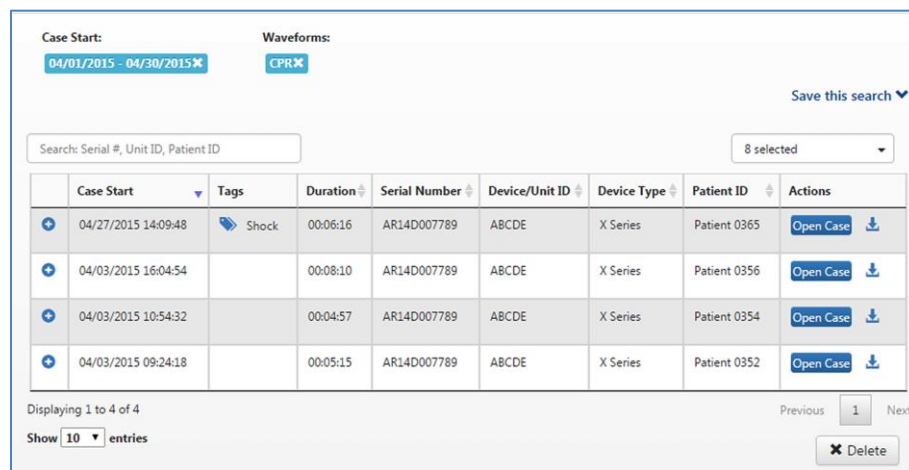 Case Start: Waveforms:
04/01/2015 - 04/30/2015✖ CPR✖
Save this search
Search: Serial #, Unit ID, Patient ID 8 selected
Case Start Tags Duration Serial Number Device/Unit ID Device Type Patient ID Actions
04/27/2015 14:09:48 Shock 00:06:16 AR14D007789 ABCDE X Series Patient 0365 Open Case
04/03/2015 16:04:54 00:08:10 AR14D007789 ABCDE X Series Patient 0356 Open Case
04/03/2015 10:54:32 00:04:57 AR14D007789 ABCDE X Series Patient 0354 Open Case
04/03/2015 09:24:18 00:05:15 AR14D007789 ABCDE X Series Patient 0352 Open Case
Displaying 1 to 4 of 4 Previous 1 Next
Show 10 entries
✖ Delete